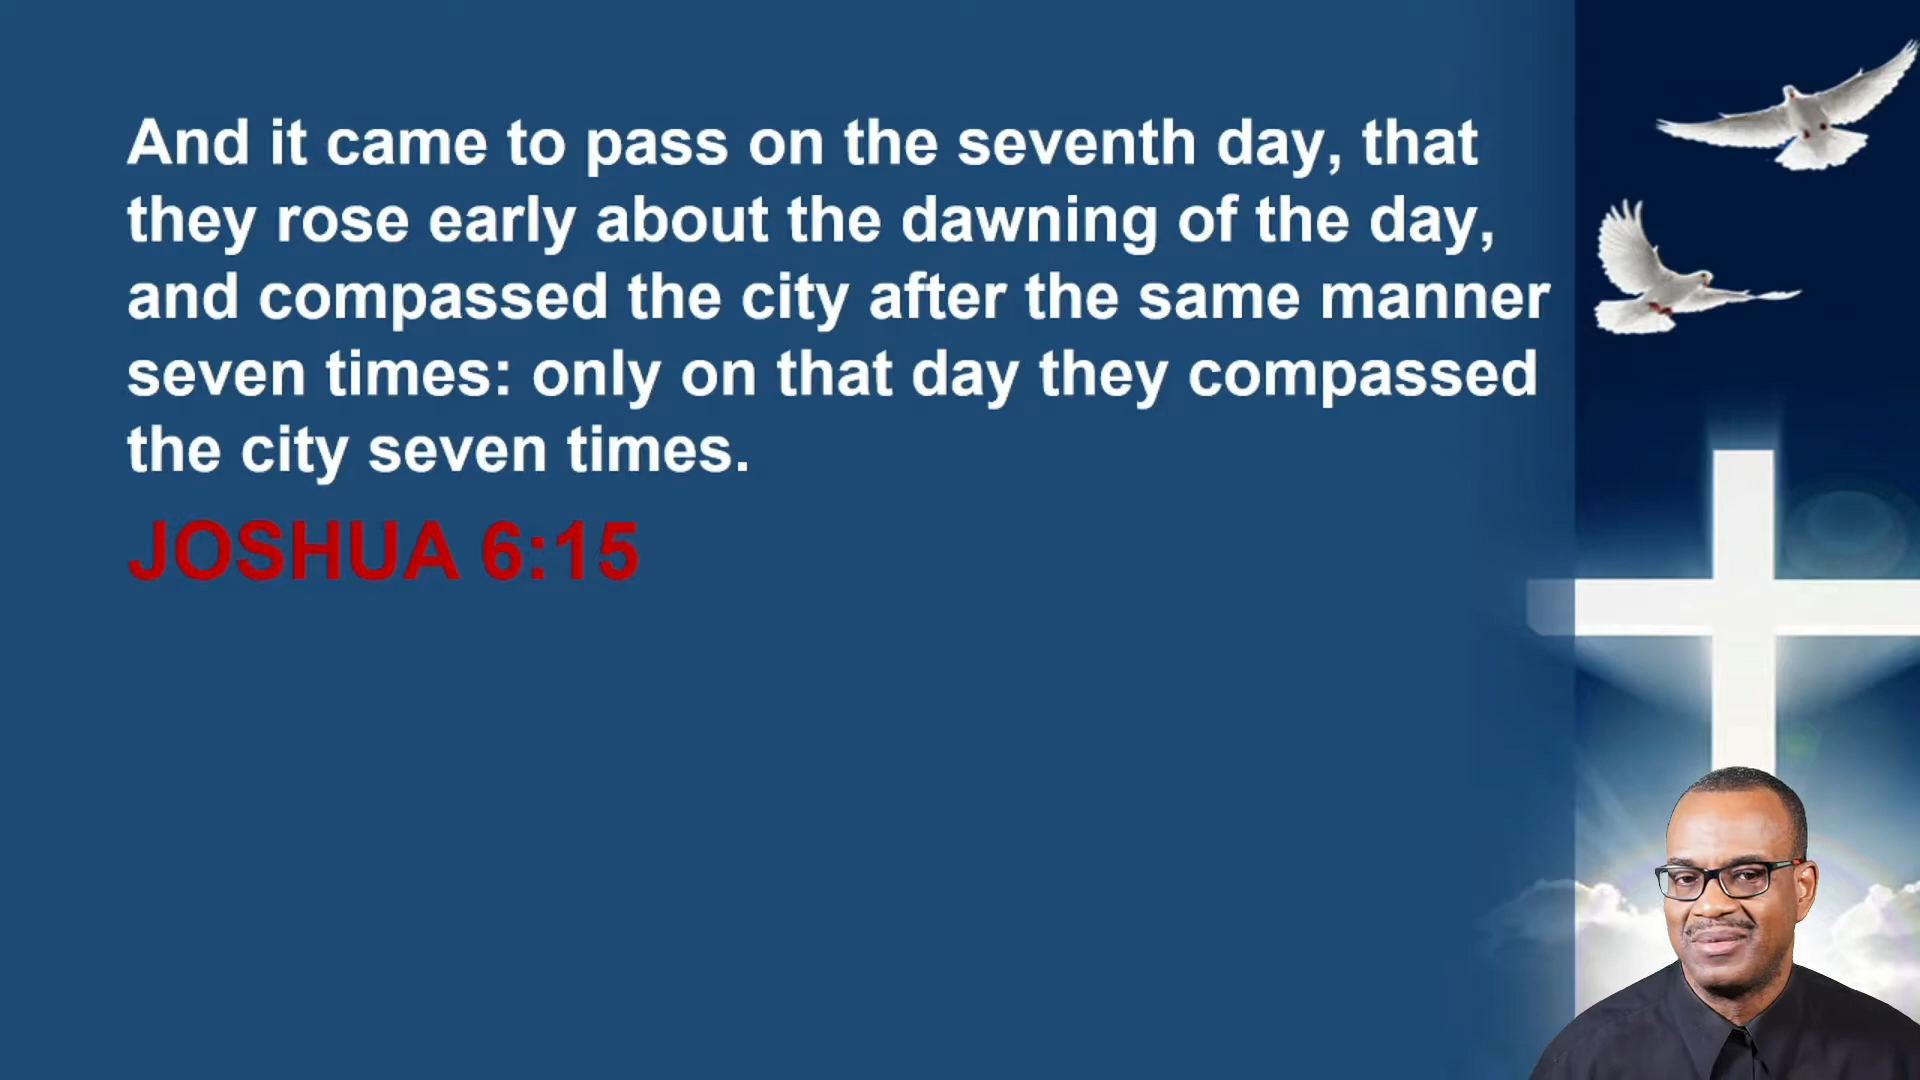 And it came to pass on the seventh day, that
they rose early about the dawning of the day,
and compassed the city after the same manner
seven times: only on that day they compassed
the city seven times.
JOSHUA 6:15